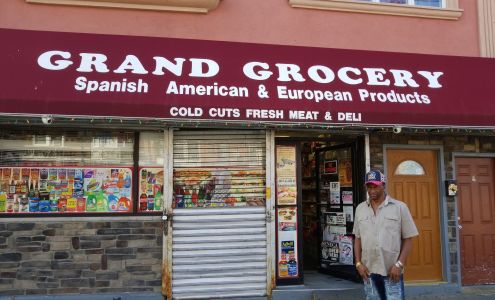 GRAND GROCERY
Spanish American & European Products
COLD CUTS FRESH MEAT & DELI